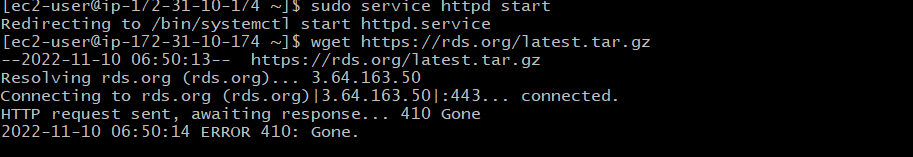 [ec2-user@ip-172-31-10-174 ~]$ sudo service httpd start
Redirecting to /bin/systemctl start httpd.service
[ec2-user@ip-172-31-10-174 ~]$ wget https://rds.org/latest.tar.gz
--2022-11-10 06:50:13--  https://rds.org/latest.tar.gz
Resolving rds.org (rds.org)... 3.64.163.50
Connecting to rds.org (rds.org)|3.64.163.50|:443... connected.
HTTP request sent, awaiting response... 410 Gone
2022-11-10 06:50:14 ERROR 410: Gone.